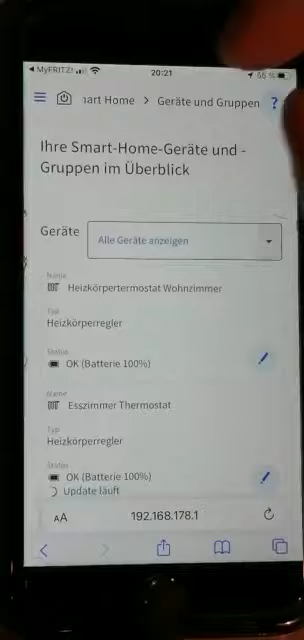 MyFRITZ!
20:21
55 %
art Home > Geräte und Gruppen ?
Ihre Smart-Home-Geräte und -
Gruppen im Überblick
Geräte
Alle Geräte anzeigen
Name
Heizkörpertermostat Wohnzimmer
Typ
Heizkörperregler
Status
OK (Batterie 100%)
Name
Esszimmer Thermostat
Typ
Heizkörperregler
Status
OK (Batterie 100%)
Update läuft
AA
192.168.178.1